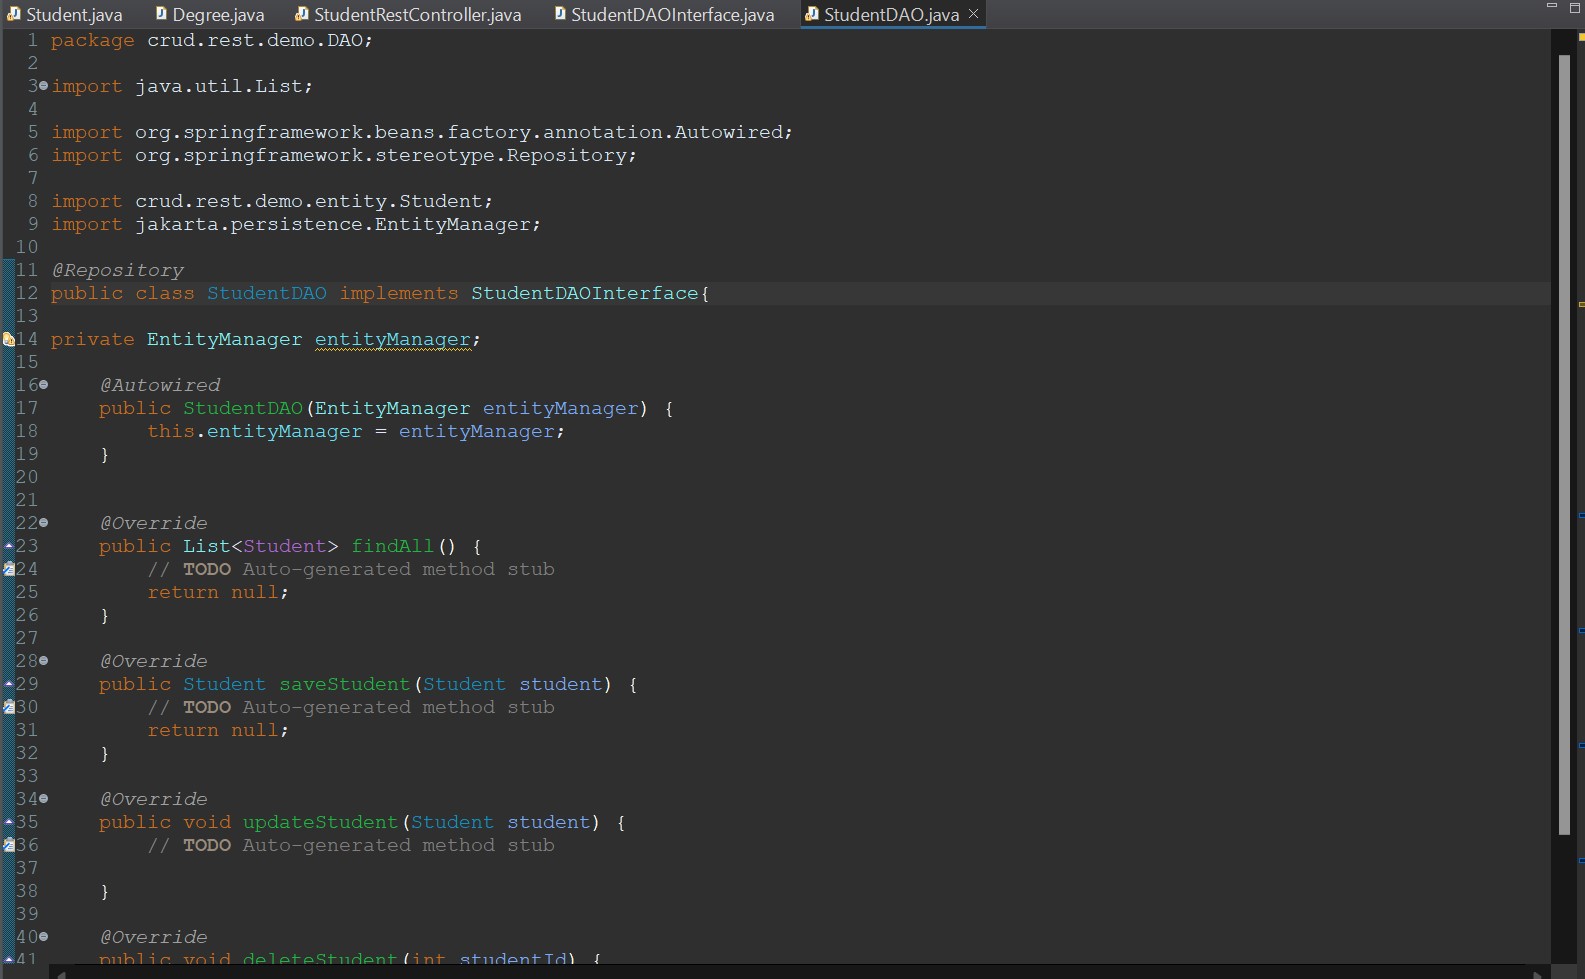 Student.java Degree.java StudentRestController.java StudentDAOInterface.java StudentDAO.java
1 package crud.rest.demo.DAO;
2
3 import java.util.List;
4
5 import org.springframework.beans.factory.annotation.Autowired;
6 import org.springframework.stereotype.Repository;
7
8 import crud.rest.demo.entity.Student;
9 import jakarta.persistence.EntityManager;
10
11 @Repository
12 public class StudentDAO implements StudentDAOInterface{
13
14 private EntityManager entityManager;
15
16     @Autowired
17     public StudentDAO(EntityManager entityManager) {
18         this.entityManager = entityManager;
19     }
20
21
22     @Override
23     public List<Student> findAll() {
24         // TODO Auto-generated method stub
25         return null;
26     }
27
28     @Override
29     public Student saveStudent(Student student) {
30         // TODO Auto-generated method stub
31         return null;
32     }
33
34     @Override
35     public void updateStudent(Student student) {
36         // TODO Auto-generated method stub
37
38     }
39
40     @Override
41     public void deleteStudent(int studentId) {